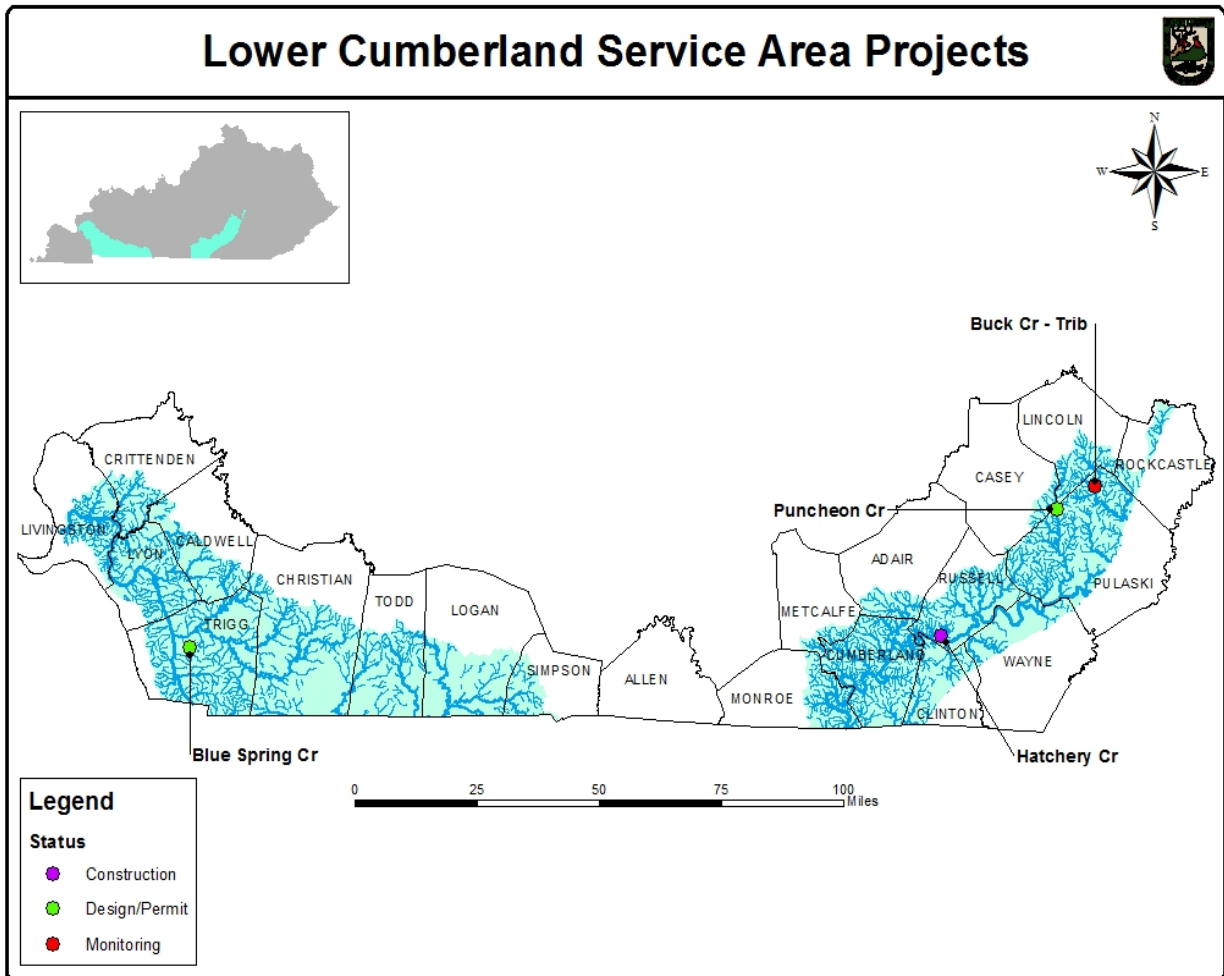 Lower Cumberland Service Area Projects
N
W
E
S
Buck Cr - Trib
LINCOLN
CRITTENDEN
ROCKCASTLE
CASEY
Puncheon Cr
LIVINGSTON
CALDWELL
LYON
ADAIR
CHRISTIAN
RUSSELL
PULASKI
TODD
LOGAN
METCALFE
TRIGG
CUMBERLAND
WAYNE
SIMPSON
ALLEN
MONROE
CLINTON
Blue Spring Cr
Hatchery Cr
0 25 50 75 100
Miles
Legend
Status
Construction
Design/Permit
Monitoring